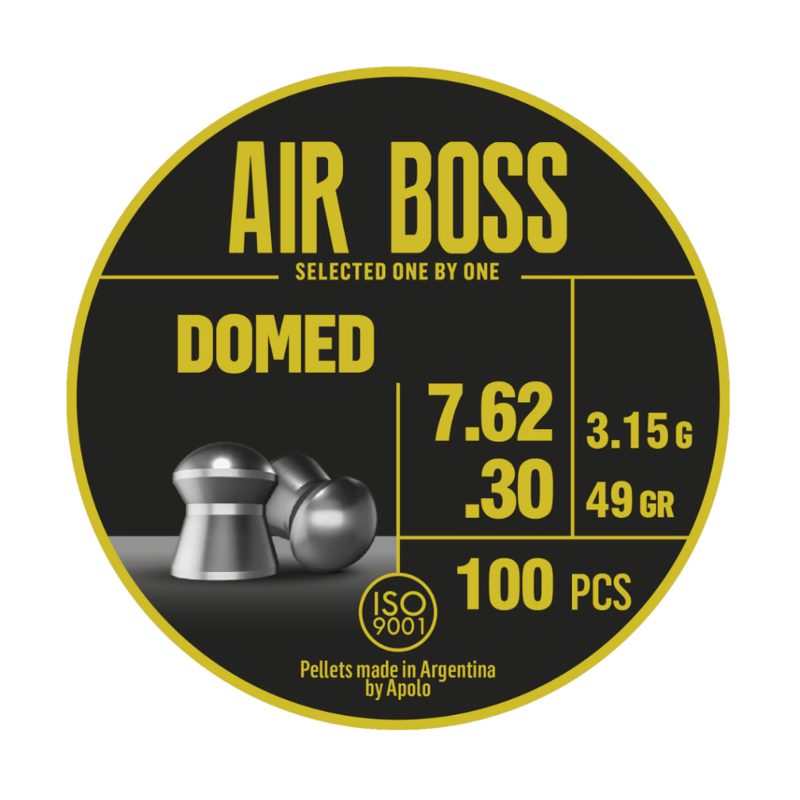 AIR BOSS
SELECTED ONE BY ONE
DOMED
7.62
.30
3.15 G
49 GR
100 PCS
ISO
9001
Pellets made in Argentina
by Apolo